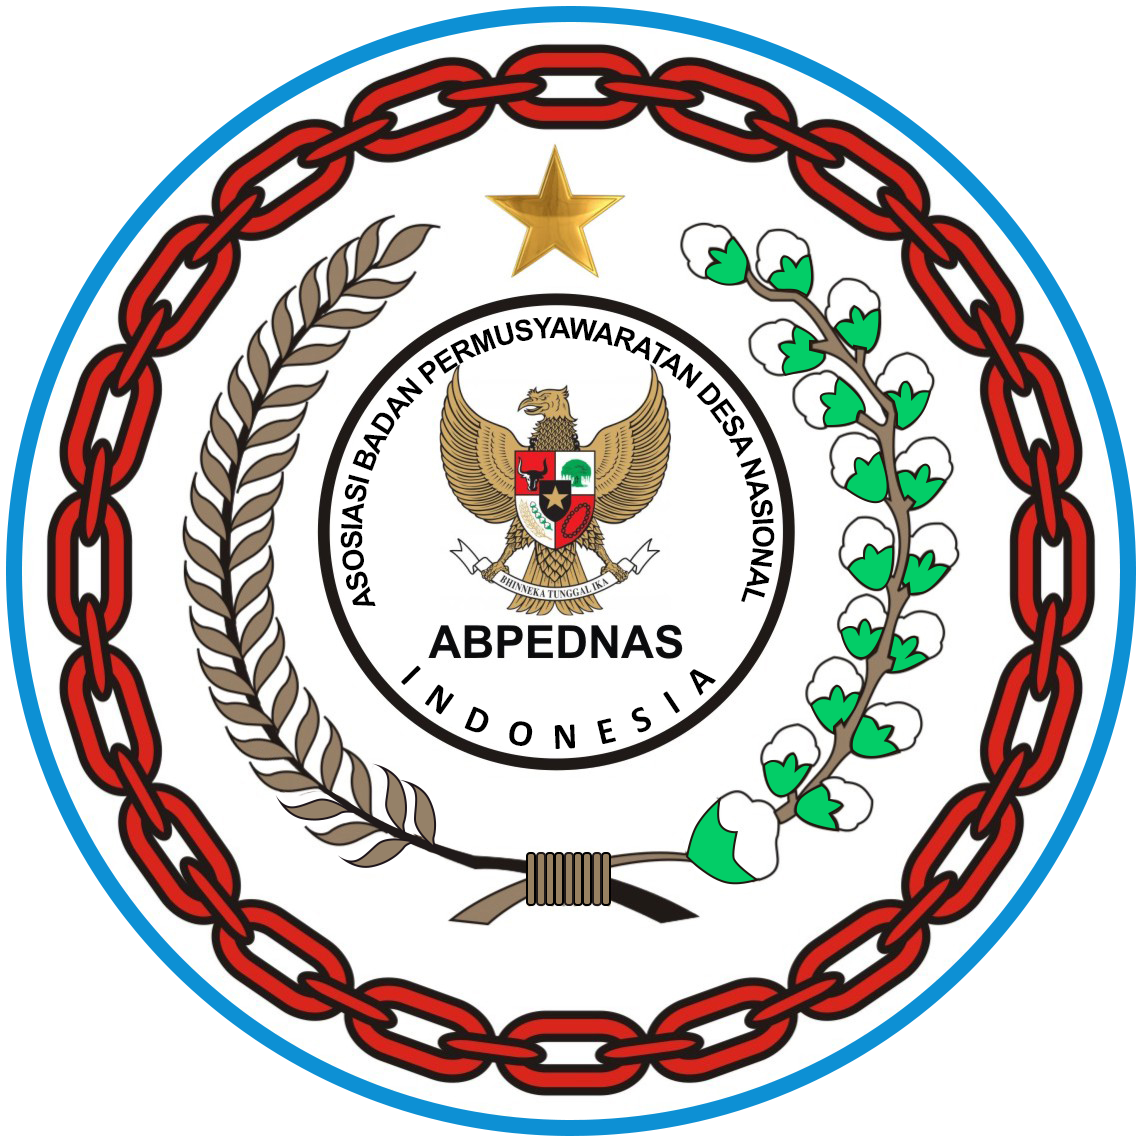 ASOSIASI BADAN PERMUSYAWARATAN DESA NASIONAL
BHINNEKA TUNGGAL IKA
ABPEDNAS
INDONESIA